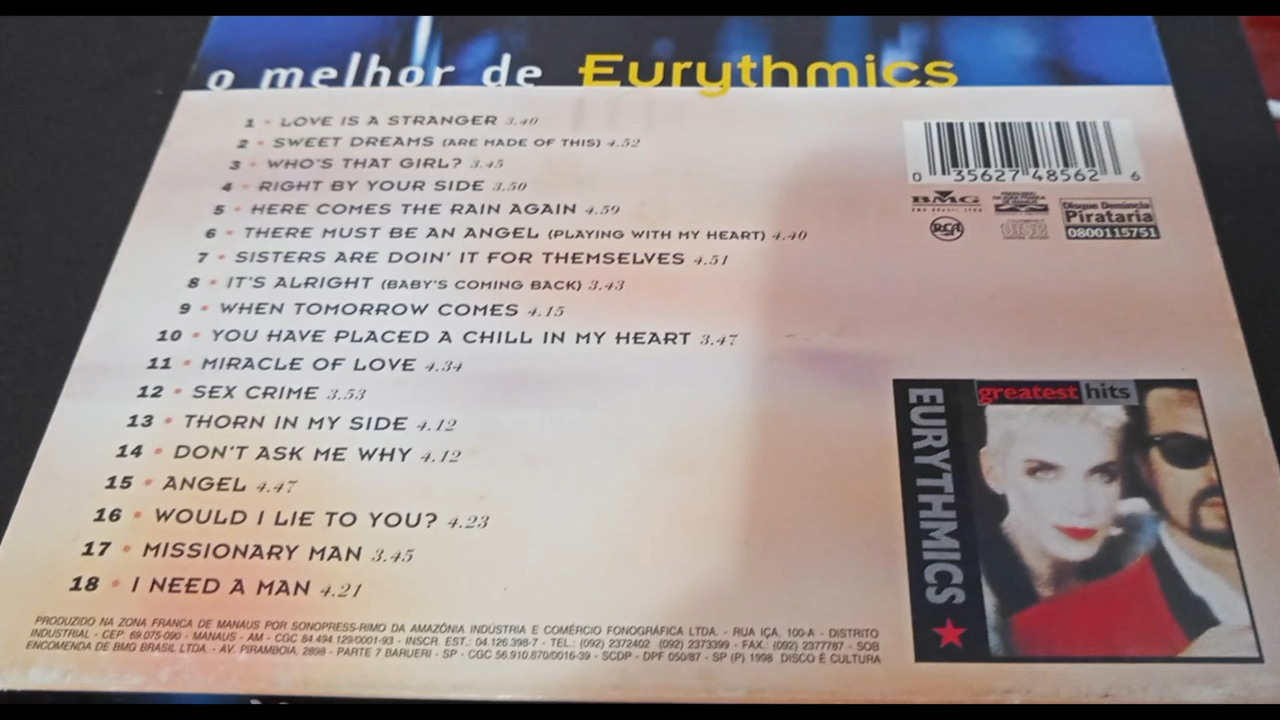 o melhor de Eurythmics
1 • LOVE IS A STRANGER 3.40
2 • SWEET DREAMS (ARE MADE OF THIS) 4.52
3 • WHO'S THAT GIRL? 3.45
4 • RIGHT BY YOUR SIDE 3.50
5 • HERE COMES THE RAIN AGAIN 4.59
6 • THERE MUST BE AN ANGEL (PLAYING WITH MY HEART) 4.40
7 • SISTERS ARE DOIN' IT FOR THEMSELVES 4.51
8 • IT'S ALRIGHT (BABY'S COMING BACK) 3.43
9 • WHEN TOMORROW COMES 4.15
10 • YOU HAVE PLACED A CHILL IN MY HEART 3.47
11 • MIRACLE OF LOVE 4.34
12 • SEX CRIME 3.53
13 • THORN IN MY SIDE 4.12
14 • DON'T ASK ME WHY 4.12
15 • ANGEL 4.47
16 • WOULD I LIE TO YOU? 4.23
17 • MISSIONARY MAN 3.45
18 • I NEED A MAN 4.21
0 35627 48562 6
BMG
RCA
DISC
Disque Denúncia
Pirataria
0800115751
greatest hits
EURYTHMICS
PRODUZIDO NA ZONA FRANCA DE MANAUS POR SONOPRESS-RIMO DA AMAZÔNIA INDÚSTRIA E COMÉRCIO FONOGRÁFICA LTDA. - RUA IÇÁ, 100-A - DISTRITO
INDUSTRIAL - CEP: 69.075-090 - MANAUS - AM - CGC 84.494.129/0001-93 - INSCR. EST.: 04.126.398-7 - TEL.: (092) 2372402 (092) 2373399 - FAX.: (092) 2377787 - SOB
ENCOMENDA DE BMG BRASIL LTDA. - AV. PIRAMBOIA, 2898 - PARTE 7 BARUERI - SP - CGC 56.910.870/0016-39 - SCDP - DPF 050/87 - SP (P) 1998 DISCO É CULTURA